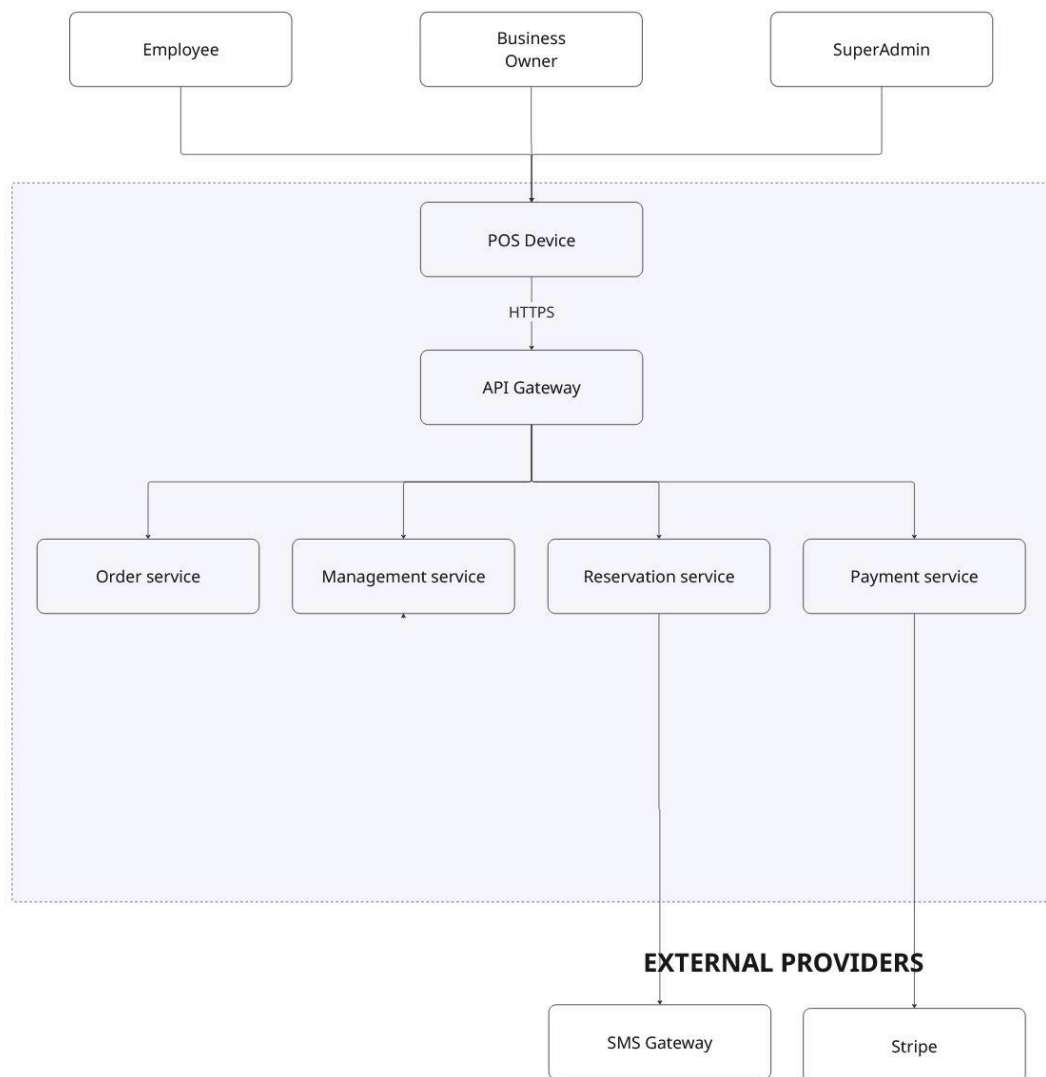 Employee
Business
Owner
SuperAdmin
POS Device
HTTPS
API Gateway
Order service
Management service
Reservation service
Payment service
EXTERNAL PROVIDERS
SMS Gateway
Stripe